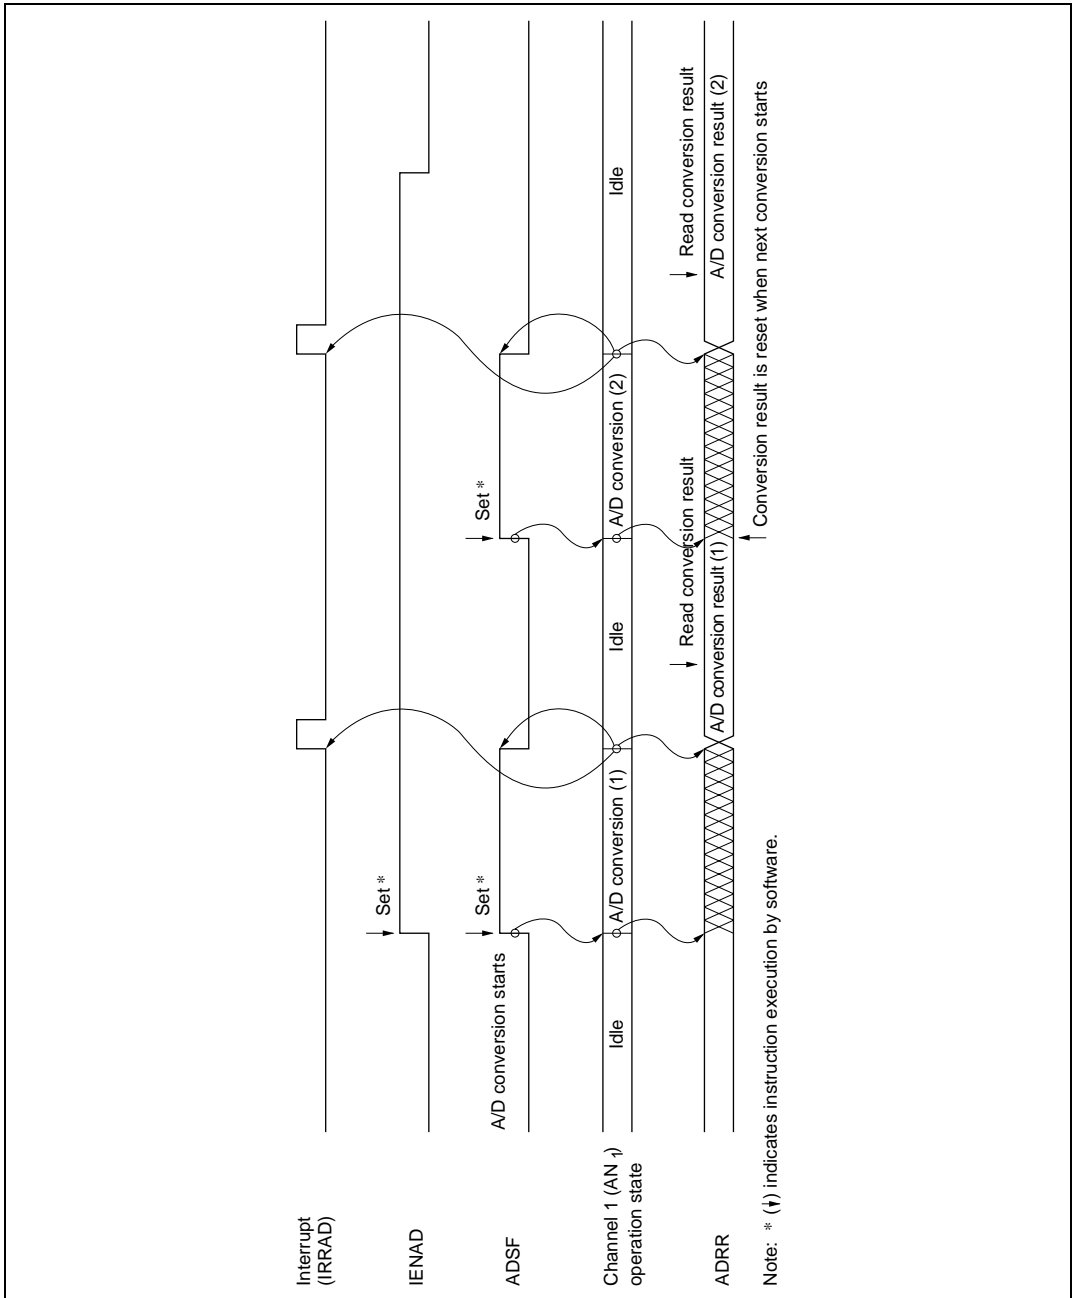 Interrupt
(IRRAD)
IENAD
Set *
ADSF
A/D conversion starts
Set *
Set *
Channel 1 (AN 1)
operation state
Idle
A/D conversion (1)
Idle
A/D conversion (2)
Idle
ADRR
Read conversion result
Read conversion result
A/D conversion result (1)
A/D conversion result (2)
Conversion result is reset when next conversion starts
Note: * (↓) indicates instruction execution by software.